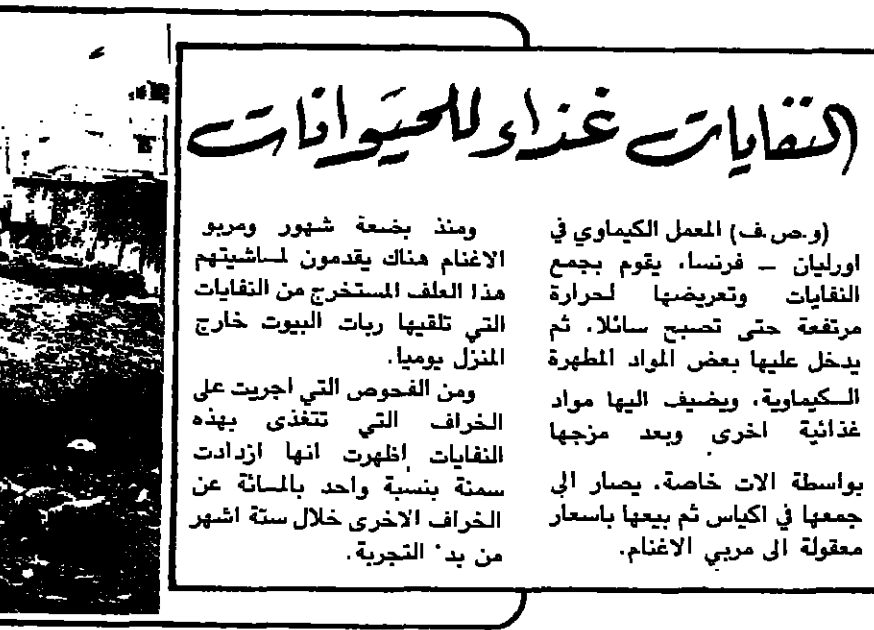 النفايات غذاء للحيَوانات
(و.ص.ف) المعمل الكيماوي في
اورليان — فرنسا، يقوم بجمع
النفايات وتعريضها لحرارة
مرتفعة حتى تصبح سائلا، ثم
يدخل عليها بعض المواد المطهرة
الـكيماوية، ويضيف اليها مواد
غذائية اخرى وبعد مزجها
بواسطة الات خاصة، يصار الى
جمعها في اكياس ثم بيعها باسعار
معقولة الى مربي الاغنام.
ومنذ بضعة شهور ومربو
الاغنام هناك يقدمون لماشيتهم
هذا العلف المستخرج من النفايات
التي تلقيها ربات البيوت خارج
المنزل يوميا.
ومن الفحوص التي اجريت على
الخراف التي تتغذى بهذه
النفايات اظهرت انها ازدادت
سمنة بنسبة واحد بالمائة عن
الخراف الاخرى خلال ستة اشهر
من بدء التجربة.